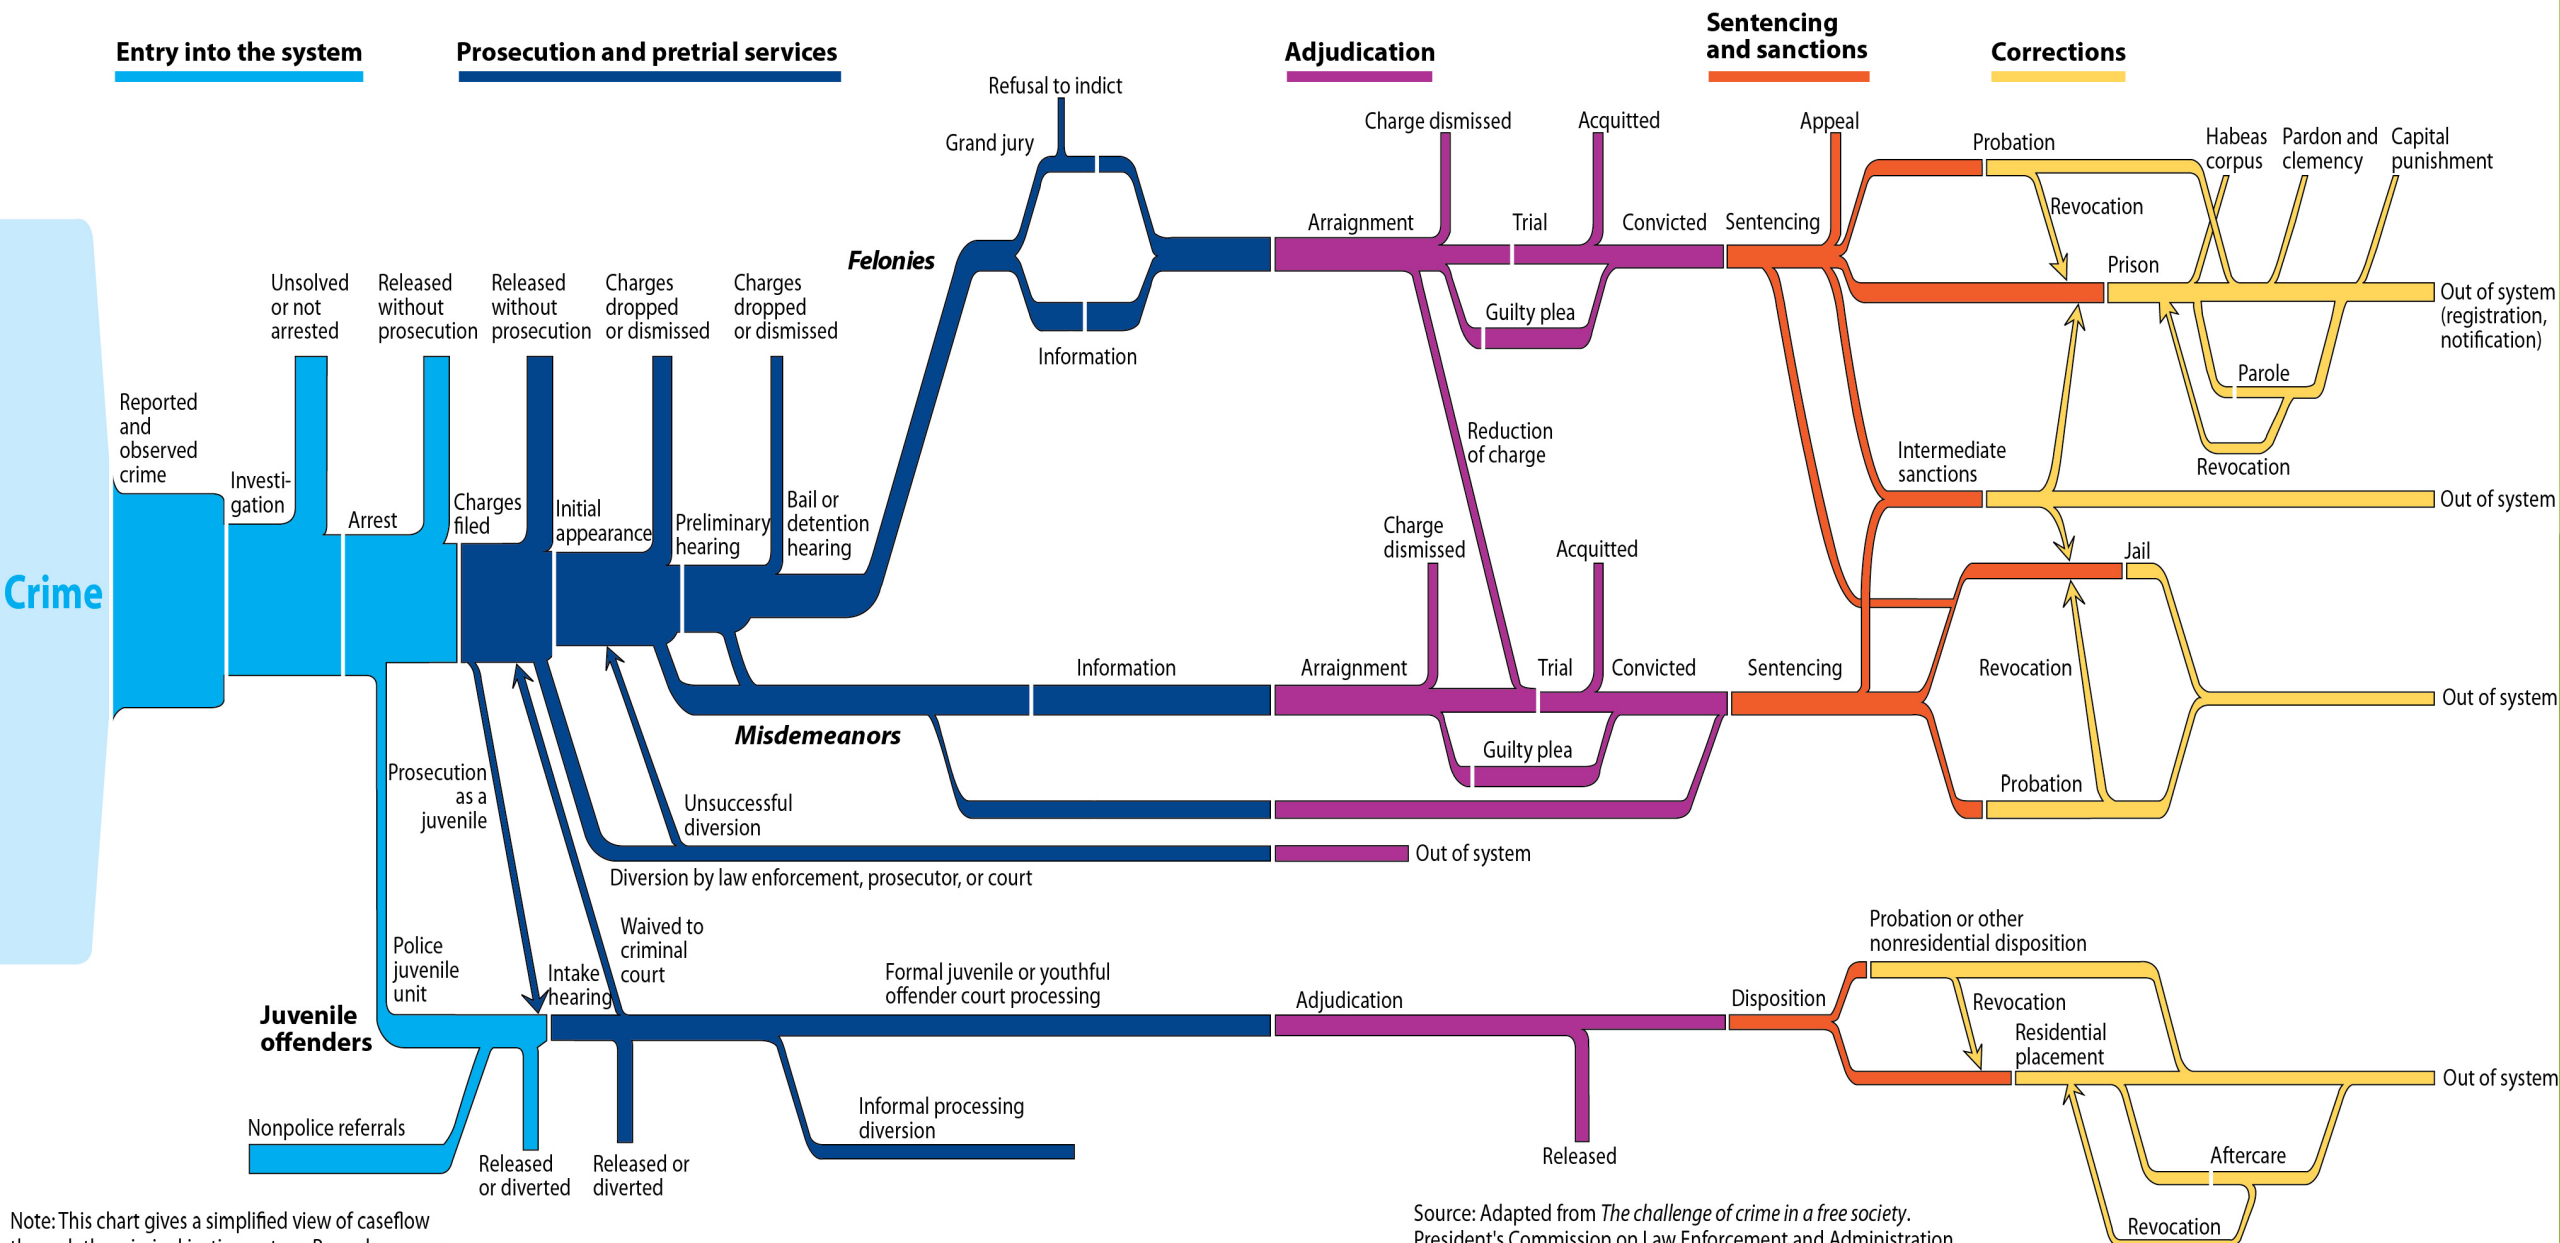 Entry into the system
Prosecution and pretrial services
Adjudication
Sentencing
and sanctions
Corrections
Crime
Reported
and
observed
crime
Investi-
gation
Unsolved
or not
arrested
Arrest
Released
without
prosecution
Charges
filed
Released
without
prosecution
Initial
appearance
Charges
dropped
or dismissed
Preliminary
hearing
Charges
dropped
or dismissed
Bail or
detention
hearing
Felonies
Grand jury
Refusal to indict
Information
Arraignment
Charge dismissed
Trial
Acquitted
Convicted
Guilty plea
Reduction
of charge
Sentencing
Appeal
Probation
Revocation
Prison
Habeas
corpus
Pardon and
clemency
Capital
punishment
Out of system
(registration,
notification)
Parole
Revocation
Intermediate
sanctions
Out of system
Misdemeanors
Information
Arraignment
Charge
dismissed
Trial
Acquitted
Convicted
Guilty plea
Sentencing
Jail
Revocation
Probation
Out of system
Unsuccessful
diversion
Diversion by law enforcement, prosecutor, or court
Out of system
Prosecution
as a
juvenile
Waived to
criminal
court
Police
juvenile
unit
Juvenile
offenders
Intake
hearing
Nonpolice referrals
Released
or diverted
Released or
diverted
Formal juvenile or youthful
offender court processing
Informal processing
diversion
Adjudication
Released
Disposition
Probation or other
nonresidential disposition
Revocation
Residential
placement
Out of system
Aftercare
Revocation
Note: This chart gives a simplified view of caseflow
Source: Adapted from The challenge of crime in a free society.
President's Commission on Law Enforcement and Administration